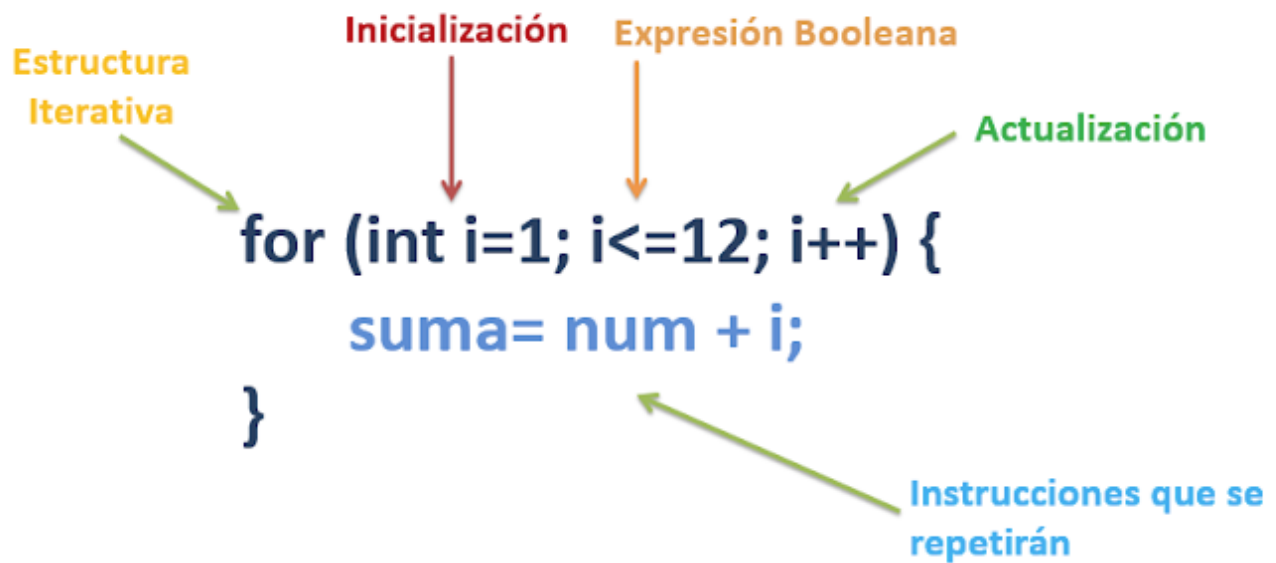 Inicialización
Expresión Booleana
Estructura
Iterativa
Actualización
for (int i=1; i<=12; i++) {
suma= num + i;
}
Instrucciones que se
repetirán